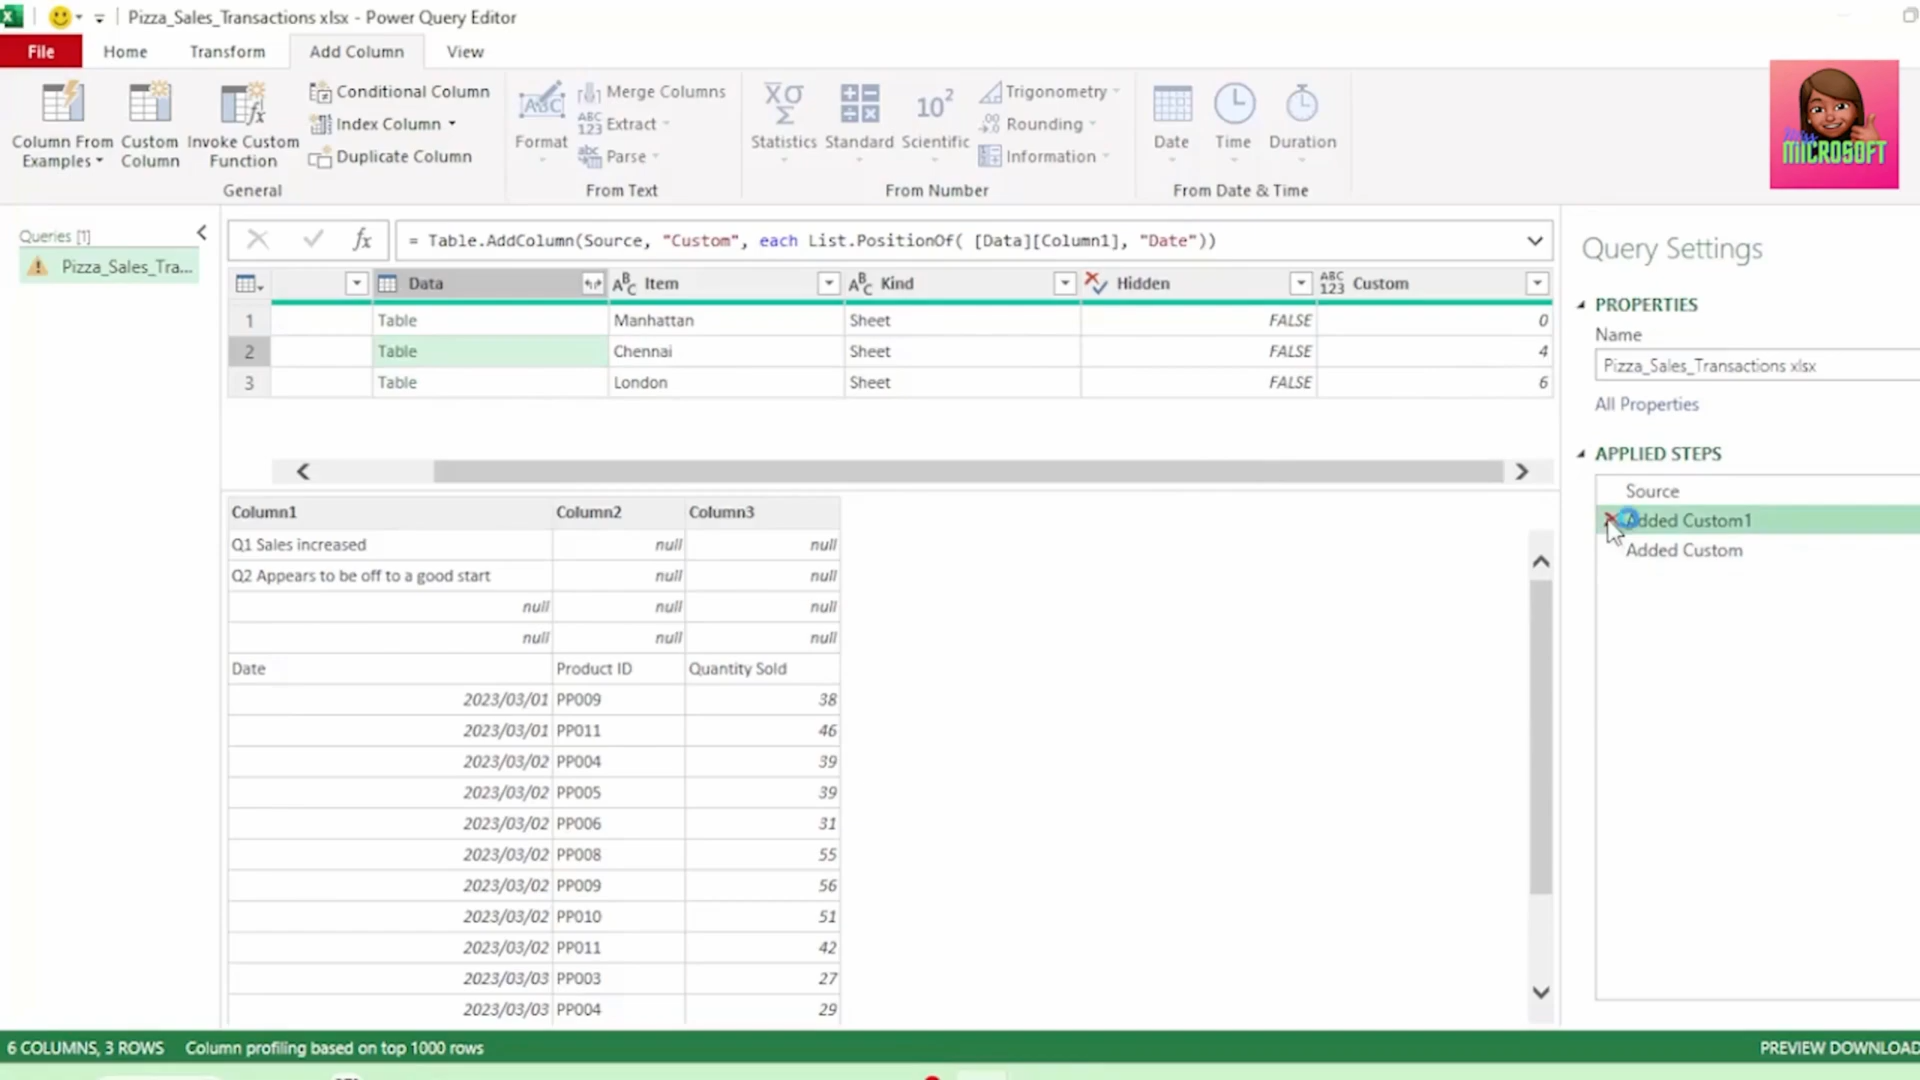 Pizza_Sales_Transactions xlsx - Power Query Editor
File Home Transform Add Column View
Column From Examples
Custom Column
Invoke Custom Function
Conditional Column
Index Column
Duplicate Column
General
Format
Merge Columns
Extract
Parse
From Text
Statistics
Standard
Scientific
Trigonometry
Rounding
Information
From Number
Date
Time
Duration
From Date & Time
Miss
MICROSOFT
Queries [1]
Pizza_Sales_Tra...
= Table.AddColumn(Source, "Custom", each List.PositionOf( [Data][Column1], "Date"))
Data Item Kind Hidden Custom
1 Table Manhattan Sheet FALSE 0
2 Table Chennai Sheet FALSE 4
3 Table London Sheet FALSE 6
Column1 Column2 Column3
Q1 Sales increased null null
Q2 Appears to be off to a good start null null
null null null
null null null
Date Product ID Quantity Sold
2023/03/01 PP009 38
2023/03/01 PP011 46
2023/03/02 PP004 39
2023/03/02 PP005 39
2023/03/02 PP006 31
2023/03/02 PP008 55
2023/03/02 PP009 56
2023/03/02 PP010 51
2023/03/02 PP011 42
2023/03/03 PP003 27
2023/03/03 PP004 29
Query Settings
PROPERTIES
Name
Pizza_Sales_Transactions xlsx
All Properties
APPLIED STEPS
Source
Added Custom1
Added Custom
6 COLUMNS, 3 ROWS Column profiling based on top 1000 rows
PREVIEW DOWNLOAD